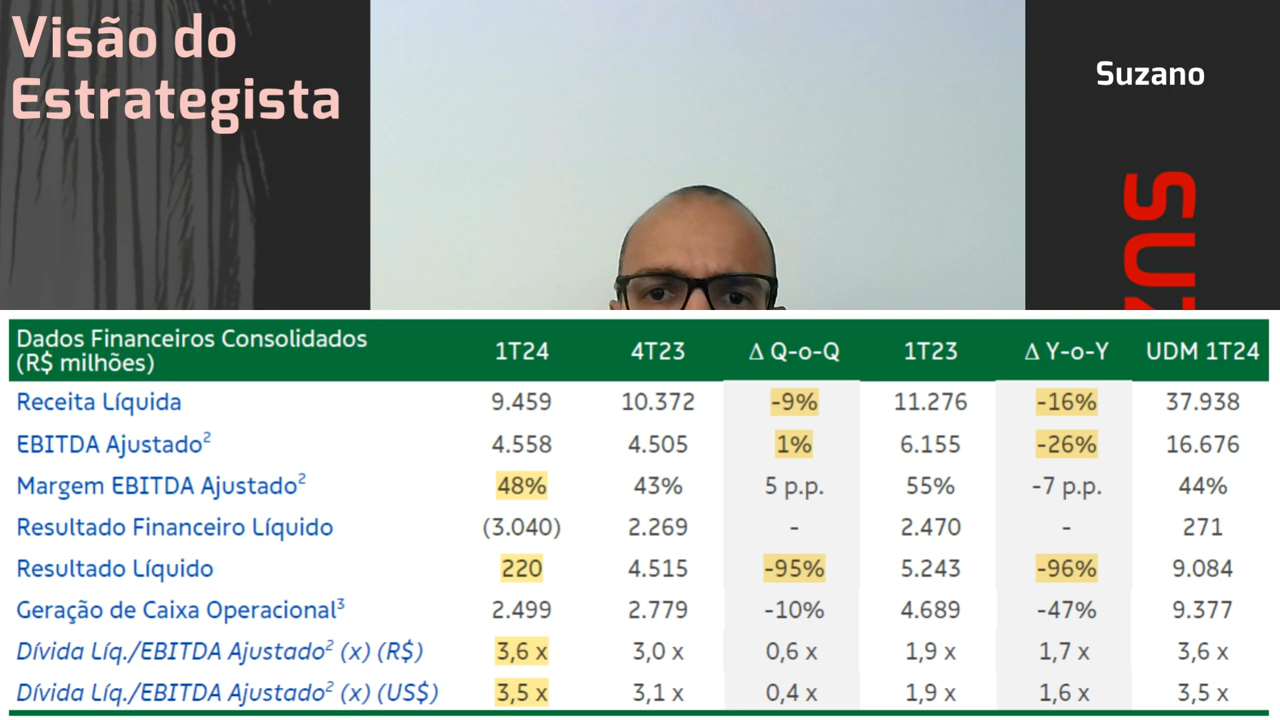 Visão do
Estrategista
Suzano
SUZ
Dados Financeiros Consolidados
(R$ milhões) 1T24 4T23 Δ Q-o-Q 1T23 Δ Y-o-Y UDM 1T24
Receita Líquida 9.459 10.372 -9% 11.276 -16% 37.938
EBITDA Ajustado² 4.558 4.505 1% 6.155 -26% 16.676
Margem EBITDA Ajustado² 48% 43% 5 p.p. 55% -7 p.p. 44%
Resultado Financeiro Líquido (3.040) 2.269 - 2.470 - 271
Resultado Líquido 220 4.515 -95% 5.243 -96% 9.084
Geração de Caixa Operacional³ 2.499 2.779 -10% 4.689 -47% 9.377
Dívida Líq./EBITDA Ajustado² (x) (R$) 3,6 x 3,0 x 0,6 x 1,9 x 1,7 x 3,6 x
Dívida Líq./EBITDA Ajustado² (x) (US$) 3,5 x 3,1 x 0,4 x 1,9 x 1,6 x 3,5 x